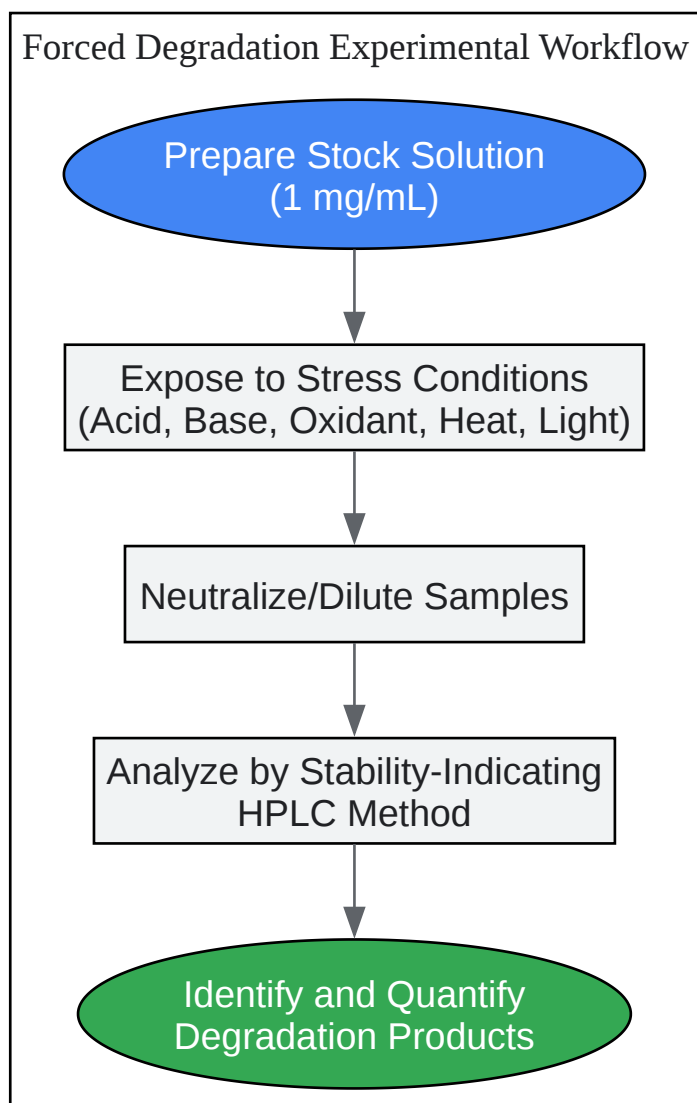 Forced Degradation Experimental Workflow
Prepare Stock Solution
(1 mg/mL)
Expose to Stress Conditions
(Acid, Base, Oxidant, Heat, Light)
Neutralize/Dilute Samples
Analyze by Stability-Indicating
HPLC Method
Identify and Quantify
Degradation Products